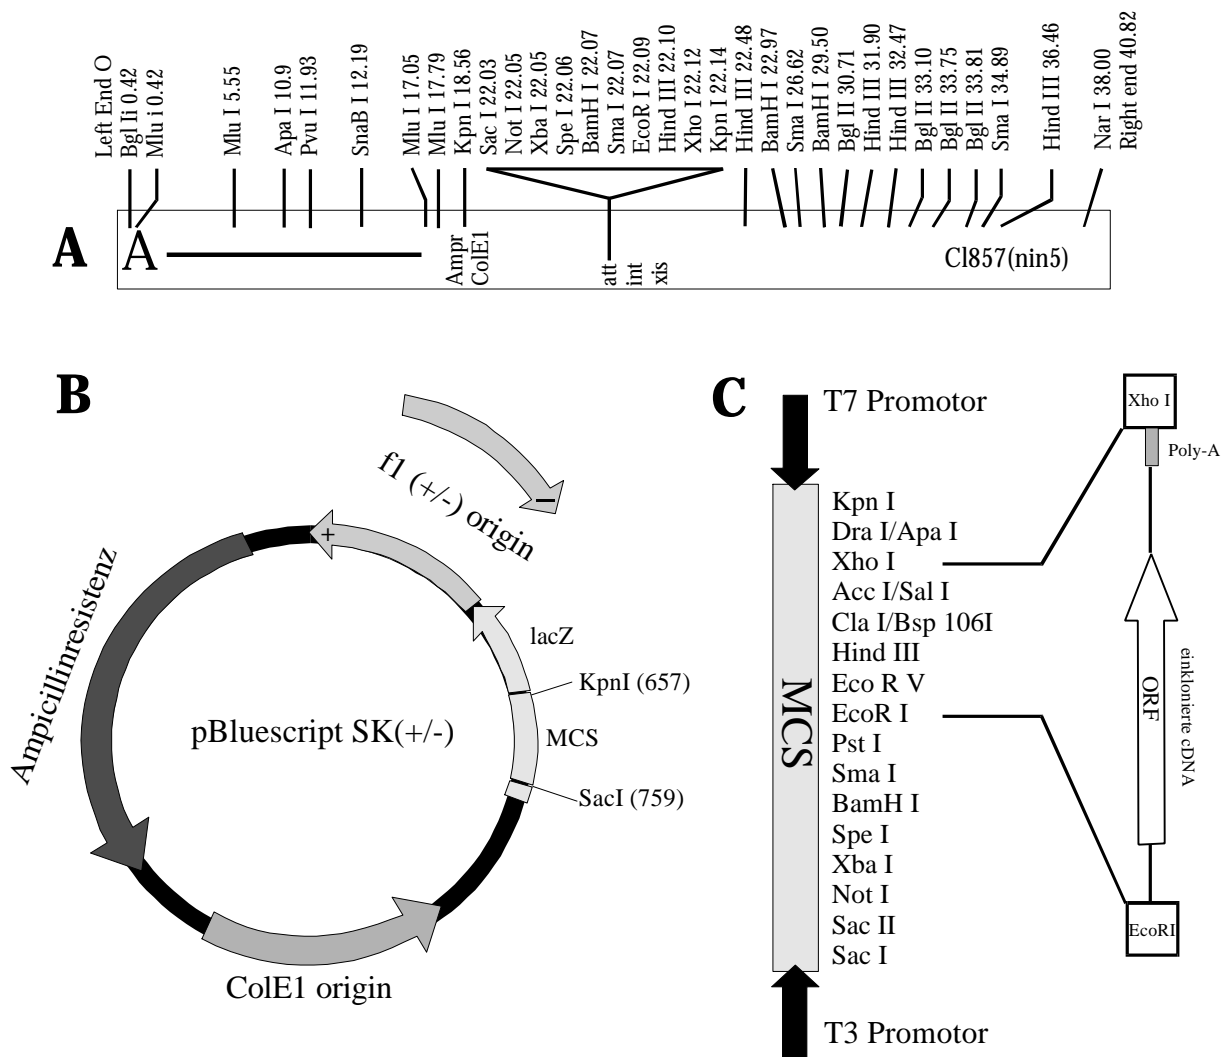 Left End O
Bgl Ii 0.42
Mlu i 0.42
Mlu I 5.55
Apa I 10.9
Pvu I 11.93
SnaB I 12.19
Mlu I 17.05
Mlu I 17.79
Kpn I 18.56
Sac I 22.03
Not I 22.05
Xba I 22.05
Spe I 22.06
BamH I 22.07
Sma I 22.07
EcoR I 22.09
Hind III 22.10
Xho I 22.12
Kpn I 22.14
Hind III 22.48
BamH I 22.97
Sma I 26.62
BamH I 29.50
Bgl II 30.71
Hind III 31.90
Hind III 32.47
Bgl II 33.10
Bgl II 33.75
Bgl II 33.81
Sma I 34.89
Hind III 36.46
Nar I 38.00
Right end 40.82
A
A
Ampr
ColE1
att
int
xis
Cl857(nin5)
B
f1 (+/-) origin
–
+
Ampicillinresistenz
lacZ
KpnI (657)
pBluescript SK(+/-)
MCS
SacI (759)
ColE1 origin
C
T7 Promotor
MCS
Kpn I
Dra I/Apa I
Xho I
Acc I/Sal I
Cla I/Bsp 106I
Hind III
Eco R V
EcoR I
Pst I
Sma I
BamH I
Spe I
Xba I
Not I
Sac II
Sac I
T3 Promotor
Xho I
Poly-A
ORF
einklonierte cDNA
EcoRI